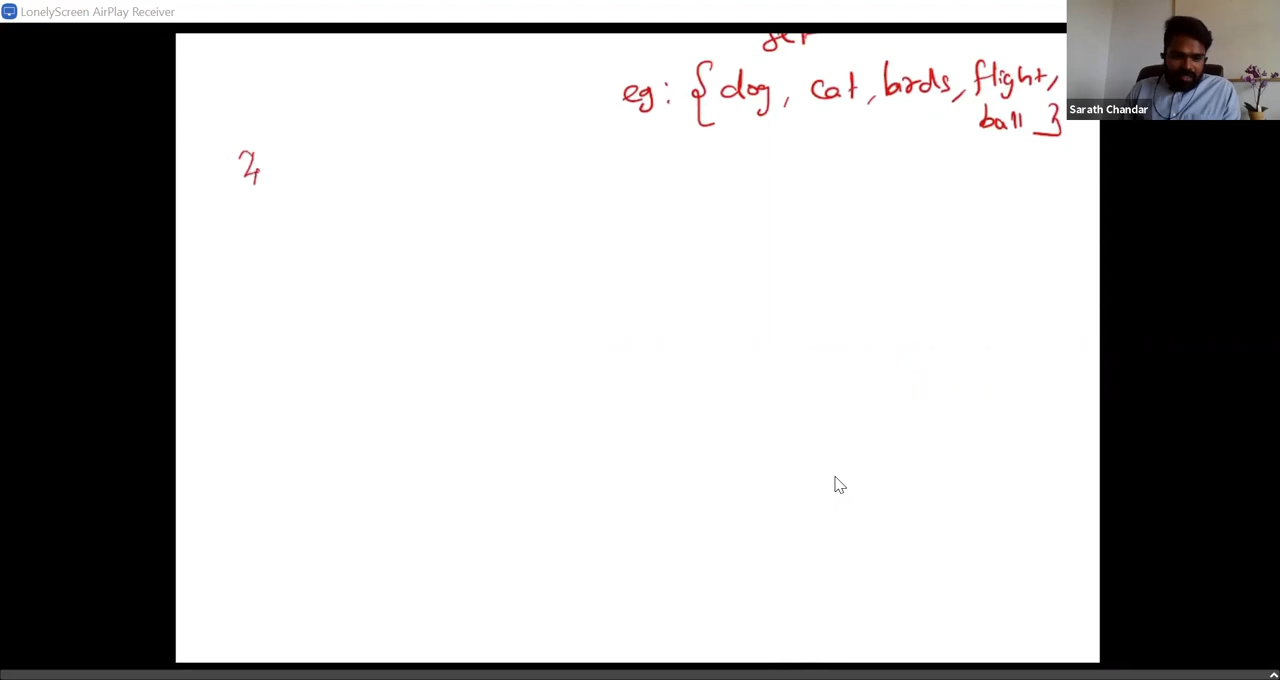 LonelyScreen AirPlay Receiver
eg: { dog, cat, birds, flight,
ball }
Sarath Chandar